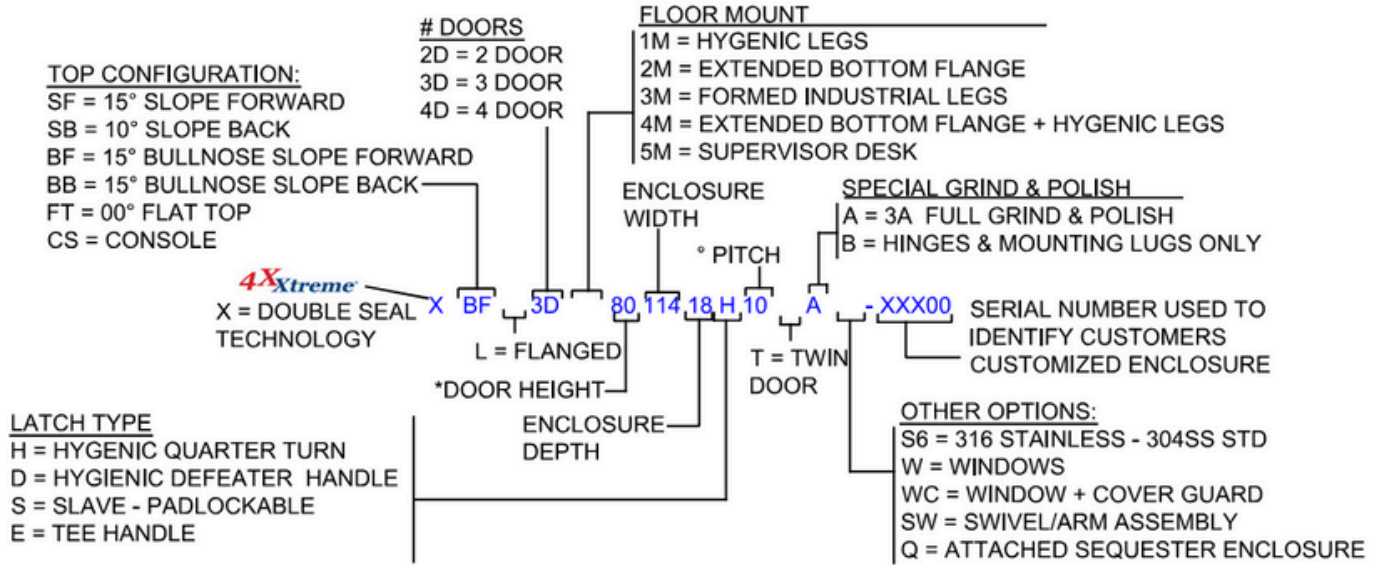 FLOOR MOUNT
1M = HYGENIC LEGS
2M = EXTENDED BOTTOM FLANGE
3M = FORMED INDUSTRIAL LEGS
4M = EXTENDED BOTTOM FLANGE + HYGENIC LEGS
5M = SUPERVISOR DESK
# DOORS
2D = 2 DOOR
3D = 3 DOOR
4D = 4 DOOR
TOP CONFIGURATION:
SF = 15° SLOPE FORWARD
SB = 10° SLOPE BACK
BF = 15° BULLNOSE SLOPE FORWARD
BB = 15° BULLNOSE SLOPE BACK
FT = 00° FLAT TOP
CS = CONSOLE
ENCLOSURE
WIDTH
° PITCH
SPECIAL GRIND & POLISH
A = 3A FULL GRIND & POLISH
B = HINGES & MOUNTING LUGS ONLY
4XXtreme
X = DOUBLE SEAL
TECHNOLOGY
X BF 3D 80 114 18 H 10 A - XXX00
SERIAL NUMBER USED TO
IDENTIFY CUSTOMERS
CUSTOMIZED ENCLOSURE
L = FLANGED
*DOOR HEIGHT
ENCLOSURE
DEPTH
T = TWIN
DOOR
LATCH TYPE
H = HYGENIC QUARTER TURN
D = HYGIENIC DEFEATER HANDLE
S = SLAVE - PADLOCKABLE
E = TEE HANDLE
OTHER OPTIONS:
S6 = 316 STAINLESS - 304SS STD
W = WINDOWS
WC = WINDOW + COVER GUARD
SW = SWIVEL/ARM ASSEMBLY
Q = ATTACHED SEQUESTER ENCLOSURE